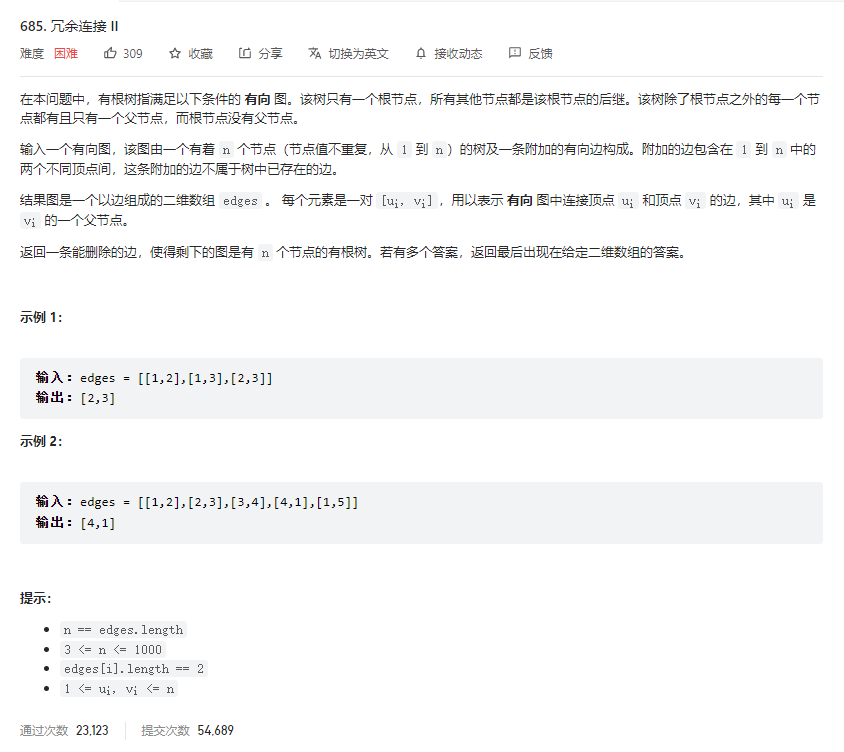 685. 冗余连接 II
难度 困难 309 收藏 分享 切换为英文 接收动态 反馈
在本问题中，有根树指满足以下条件的 有向 图。该树只有一个根节点，所有其他节点都是该根节点的后继。该树除了根节点之外的每一个节
点都有且只有一个父节点，而根节点没有父节点。
输入一个有向图，该图由一个有着 n 个节点（节点值不重复，从 1 到 n）的树及一条附加的有向边构成。附加的边包含在 1 到 n 中的
两个不同顶点间，这条附加的边不属于树中已存在的边。
结果图是一个以边组成的二维数组 edges 。 每个元素是一对 [ui, vi]，用以表示 有向 图中连接顶点 ui 和顶点 vi 的边，其中 ui 是
vi 的一个父节点。
返回一条能删除的边，使得剩下的图是有 n 个节点的有根树。若有多个答案，返回最后出现在给定二维数组的答案。
示例 1：
输入：edges = [[1,2],[1,3],[2,3]]
输出：[2,3]
示例 2：
输入：edges = [[1,2],[2,3],[3,4],[4,1],[1,5]]
输出：[4,1]
提示：
n == edges.length
3 <= n <= 1000
edges[i].length == 2
1 <= ui, vi <= n
通过次数 23,123 提交次数 54,689